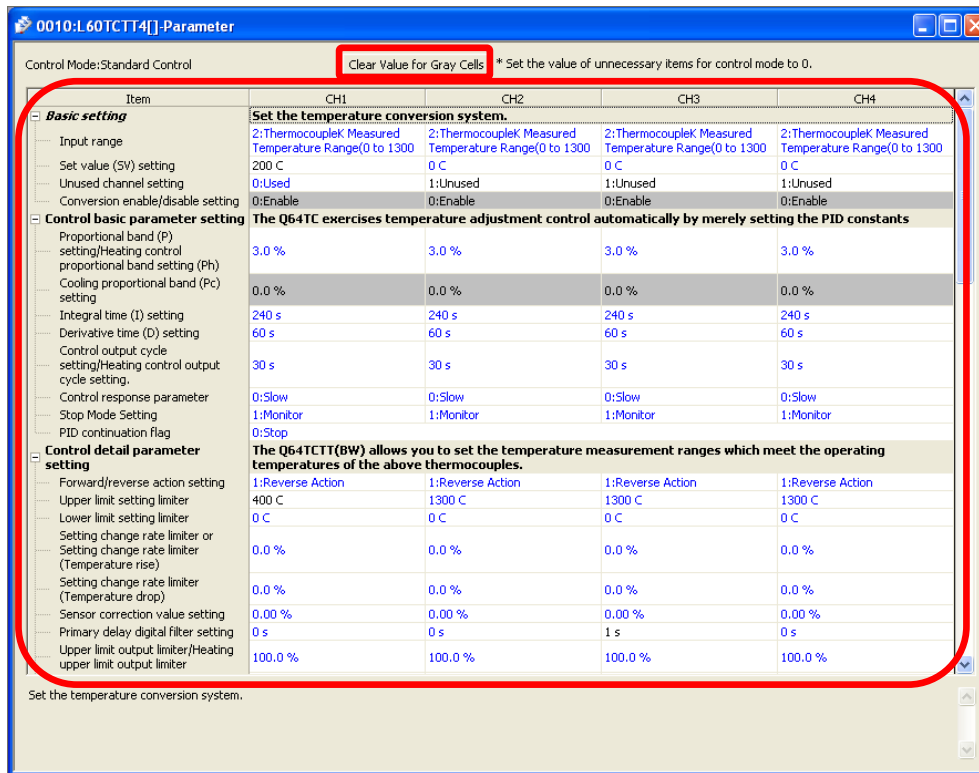 0010:L60TCTT4[]-Parameter
Control Mode:Standard Control Clear Value for Gray Cells * Set the value of unnecessary items for control mode to 0.
Item CH1 CH2 CH3 CH4
Basic setting Set the temperature conversion system.
Input range 2:ThermocoupleK Measured Temperature Range(0 to 1300 2:ThermocoupleK Measured Temperature Range(0 to 1300 2:ThermocoupleK Measured Temperature Range(0 to 1300 2:ThermocoupleK Measured Temperature Range(0 to 1300
Set value (SV) setting 200 C 0 C 0 C 0 C
Unused channel setting 0:Used 1:Unused 1:Unused 1:Unused
Conversion enable/disable setting 0:Enable 0:Enable 0:Enable 0:Enable
Control basic parameter setting The Q64TC exercises temperature adjustment control automatically by merely setting the PID constants
Proportional band (P)
setting/Heating control
proportional band setting (Ph) 3.0 % 3.0 % 3.0 % 3.0 %
Cooling proportional band (Pc)
setting 0.0 % 0.0 % 0.0 % 0.0 %
Integral time (I) setting 240 s 240 s 240 s 240 s
Derivative time (D) setting 60 s 60 s 60 s 60 s
Control output cycle
setting/Heating control output
cycle setting. 30 s 30 s 30 s 30 s
Control response parameter 0:Slow 0:Slow 0:Slow 0:Slow
Stop Mode Setting 1:Monitor 1:Monitor 1:Monitor 1:Monitor
PID continuation flag 0:Stop
Control detail parameter
setting
The Q64TCTT(BW) allows you to set the temperature measurement ranges which meet the operating
temperatures of the above thermocouples.
Forward/reverse action setting 1:Reverse Action 1:Reverse Action 1:Reverse Action 1:Reverse Action
Upper limit setting limiter 400 C 1300 C 1300 C 1300 C
Lower limit setting limiter 0 C 0 C 0 C 0 C
Setting change rate limiter or
Setting change rate limiter
(Temperature rise) 0.0 % 0.0 % 0.0 % 0.0 %
Setting change rate limiter
(Temperature drop) 0.0 % 0.0 % 0.0 % 0.0 %
Sensor correction value setting 0.00 % 0.00 % 0.00 % 0.00 %
Primary delay digital filter setting 0 s 0 s 1 s 0 s
Upper limit output limiter/Heating
upper limit output limiter 100.0 % 100.0 % 100.0 % 100.0 %
Set the temperature conversion system.